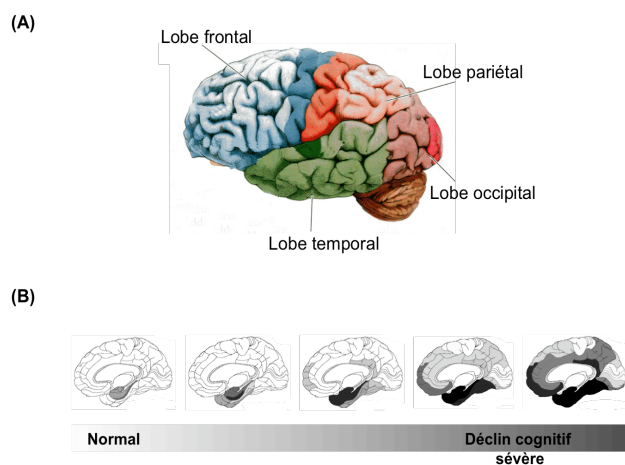 (A)
Lobe frontal
Lobe pariétal
Lobe occipital
Lobe temporal
(B)
Normal
Déclin cognitif
sévère